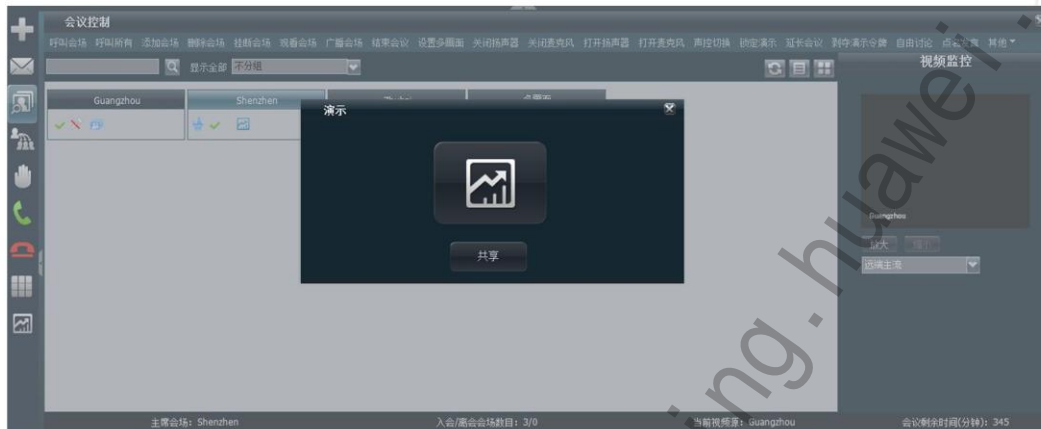 会议控制
呼叫会场 呼叫所有 添加会场 删除会场 挂断会场 观看会场 广播会场 结束会议 设置多画面 关闭扬声器 关闭麦克风 打开扬声器 打开麦克风 声控切换 锁定演示 延长会议 剥夺演示令牌 自由讨论 其他
显示全部 不分组
视频监控
Guangzhou Shenzhen 多画面
演示
共享
Guangzhou
放大 缩小
远端主流
主席会场: Shenzhen 入会/离会会场数目: 3/0 当前视频源: Guangzhou 会议剩余时间(分钟): 345
ing.huawei.